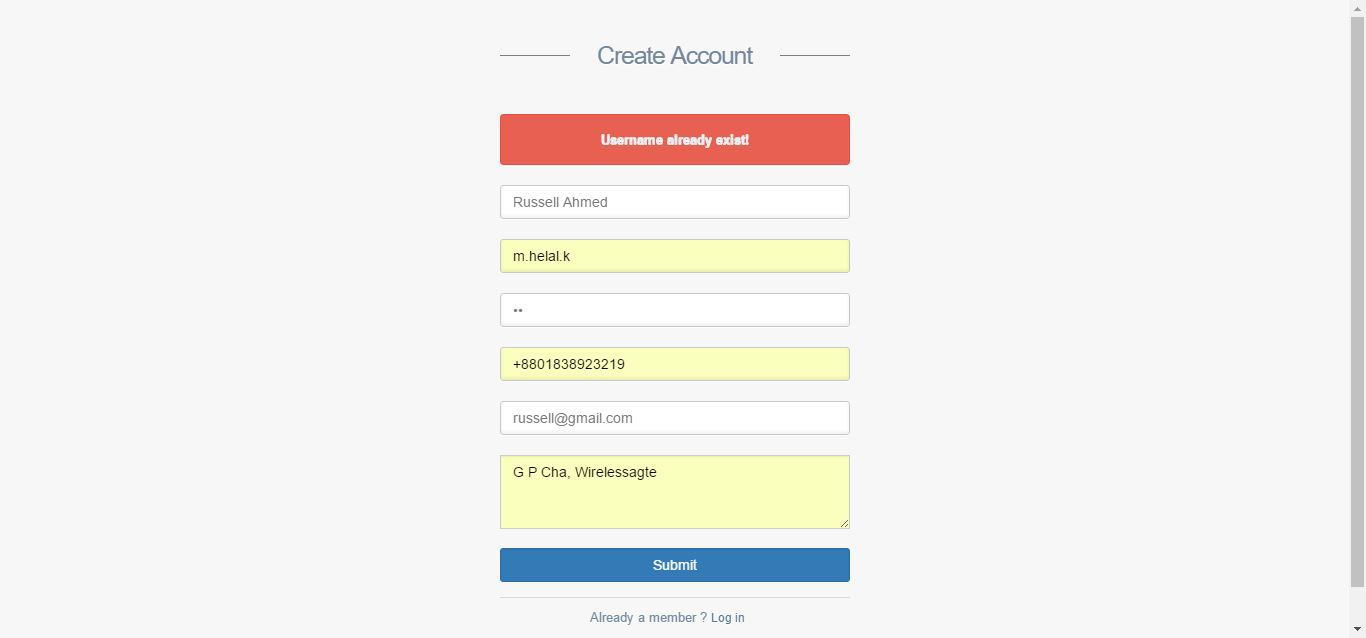 Create Account
Username already exist!
Russell Ahmed
m.helal.k
••
+8801838923219
russell@gmail.com
G P Cha, Wirelessagte
Submit
Already a member ? Log in